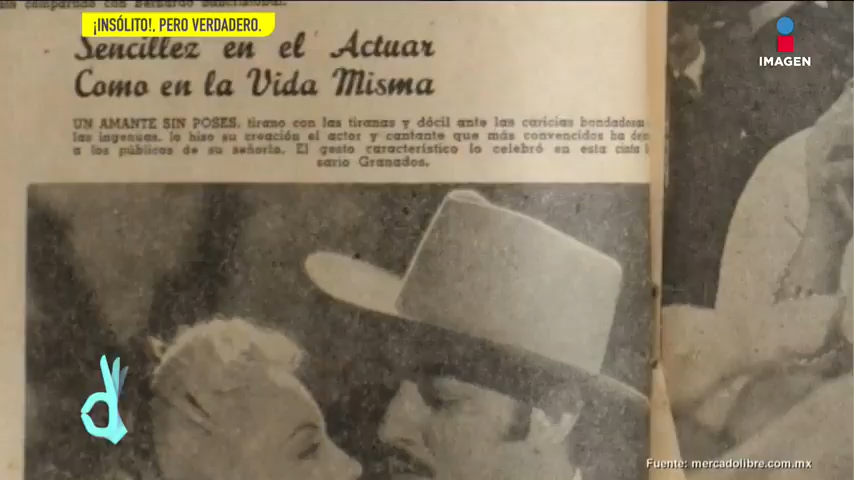 ¡INSÓLITO!. PERO VERDADERO.
IMAGEN
Sencillez en el Actuar
Como en la Vida Misma
UN AMANTE SIN POSES, tirano con las tiranas y dócil ante las caricias bondadosas
las ingenuas, lo hizo su creación el actor y cantante que más convencidos ha
a los públicos de su señorío. El gesto característico lo celebró en esta cinta
sario Granados.
Fuente: mercadolibre.com.mx